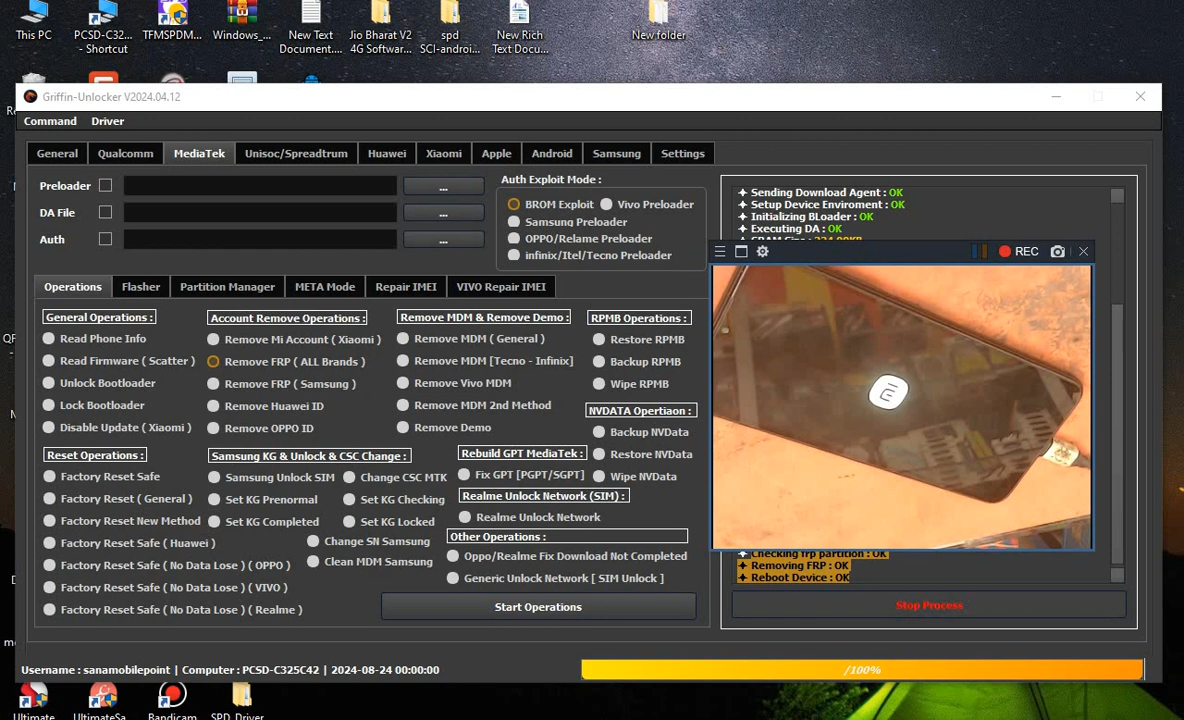 This PC
PCSD-C32...
- Shortcut
TFMSPDM...
Windows_...
New Text
Document....
Jio Bharat V2
4G Softwar...
spd
SCI-androi...
New Rich
Text Docu...
New folder
Griffin-Unlocker V2024.04.12
Command Driver
General Qualcomm MediaTek Unisoc/Spreadtrum Huawei Xiaomi Apple Android Samsung Settings
Preloader ...
DA File ...
Auth ...
Auth Exploit Mode :
BROM Exploit Vivo Preloader
Samsung Preloader
OPPO/Relame Preloader
infinix/Itel/Tecno Preloader
Sending Download Agent : OK
Setup Device Enviroment : OK
Initializing BLoader : OK
Executing DA : OK
REC
Operations Flasher Partition Manager META Mode Repair IMEI VIVO Repair IMEI
General Operations :
Read Phone Info
Read Firmware ( Scatter )
Unlock Bootloader
Lock Bootloader
Disable Update ( Xiaomi )
Account Remove Operations :
Remove Mi Account ( Xiaomi )
Remove FRP ( ALL Brands )
Remove FRP ( Samsung )
Remove Huawei ID
Remove OPPO ID
Remove MDM & Remove Demo :
Remove MDM ( General )
Remove MDM [Tecno - Infinix]
Remove Vivo MDM
Remove MDM 2nd Method
Remove Demo
RPMB Operations :
Restore RPMB
Backup RPMB
Wipe RPMB
NVDATA Opertiaon :
Backup NVData
Restore NVData
Wipe NVData
Reset Operations :
Factory Reset Safe
Factory Reset ( General )
Factory Reset New Method
Factory Reset Safe ( Huawei )
Factory Reset Safe ( No Data Lose ) ( OPPO )
Factory Reset Safe ( No Data Lose ) ( VIVO )
Factory Reset Safe ( No Data Lose ) ( Realme )
Samsung KG & Unlock & CSC Change :
Samsung Unlock SIM Change CSC MTK
Set KG Prenormal Set KG Checking
Set KG Completed Set KG Locked
Change SN Samsung
Clean MDM Samsung
Rebuild GPT MediaTek :
Fix GPT [PGPT/SGPT]
Realme Unlock Network (SIM) :
Realme Unlock Network
Other Operations :
Oppo/Realme Fix Download Not Completed
Generic Unlock Network [ SIM Unlock ]
Start Operations
Checking frp partition : OK
Removing FRP : OK
Reboot Device : OK
Stop Process
Username : sanamobilepoint | Computer : PCSD-C325C42 | 2024-08-24 00:00:00
/100%
Ultimate
UltimateSa...
Bandicam
SPD_Driver